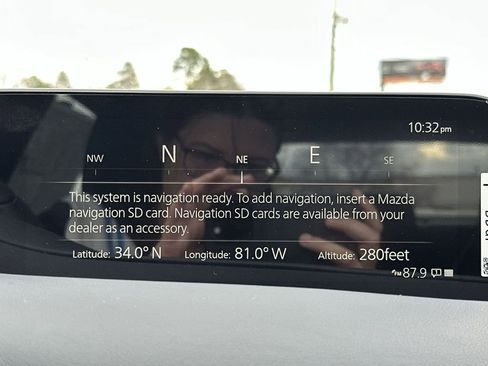 10:32pm
NW N NE E SE
This system is navigation ready. To add navigation, insert a Mazda
navigation SD card. Navigation SD cards are available from your
dealer as an accessory.
Latitude: 34.0° N Longitude: 81.0° W Altitude: 280feet
87.9